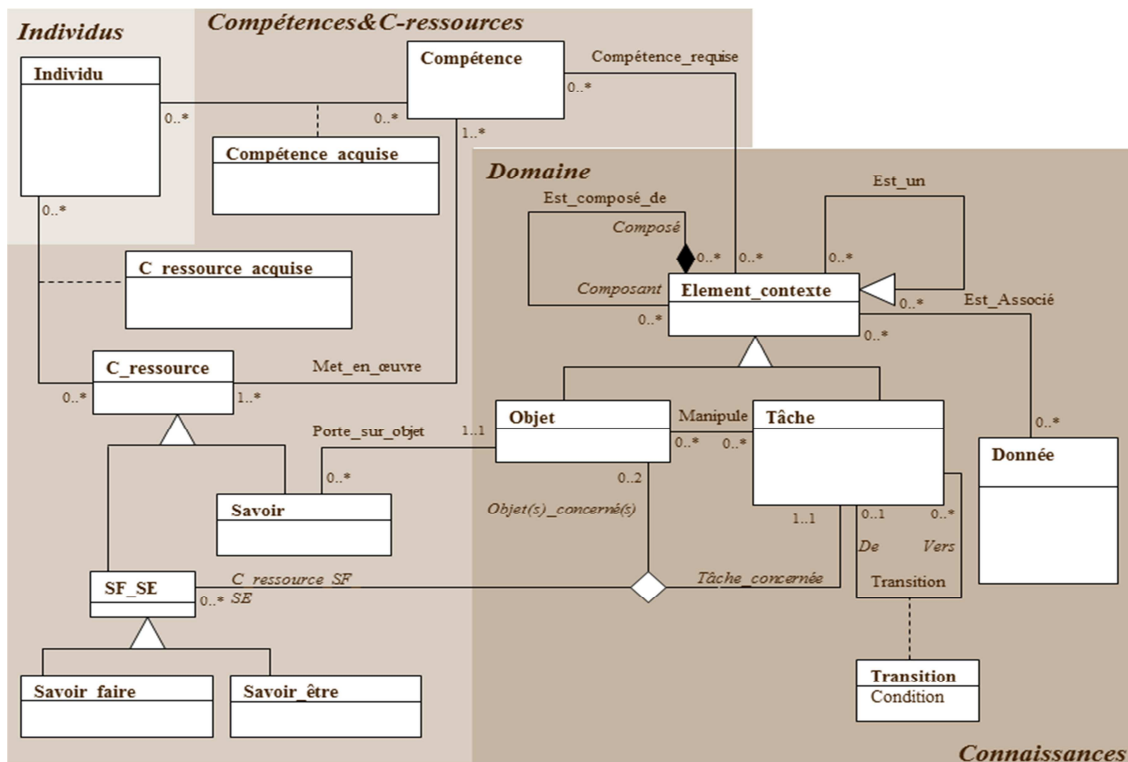 Individus
Compétences&C-ressources
Individu
Compétence
Compétence_requise
0..*
0..*
0..*
1..*
Compétence_acquise
Domaine
Est_composé_de
Est_un
0..*
Composé
0..*
0..*
0..*
C_ressource_acquise
Composant
Element_contexte
0..*
Est_Associé
0..*
0..*
C_ressource
Met_en_œuvre
0..*
1..*
Objet
Manipule
Tâche
Porte_sur_objet
1..1
0..*
0..*
0..*
Donnée
0..*
0..2
Savoir
Objet(s)_concerné(s)
1..1
0..1
0..*
De
Vers
SF_SE
C_ressource_SF
SE
0..*
Tâche_concernée
Transition
Savoir_faire
Savoir_être
Transition
Condition
Connaissances